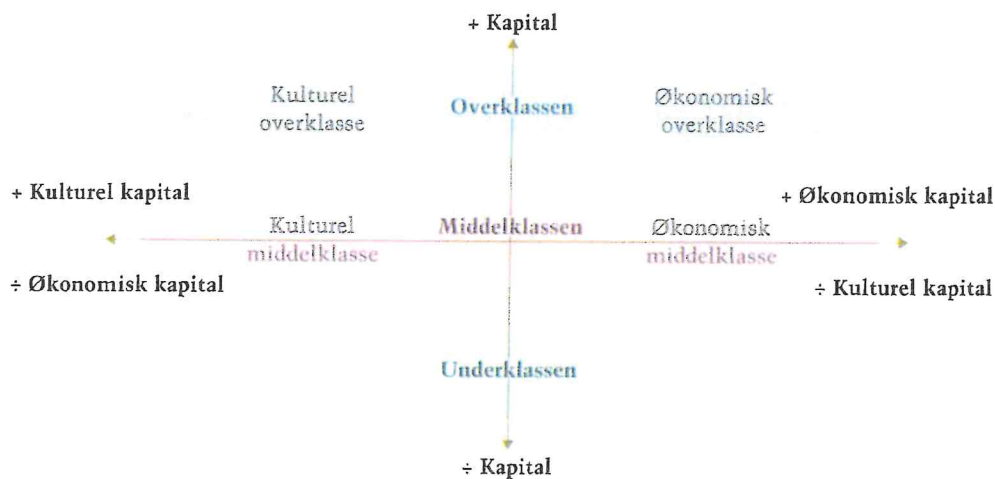 + Kapital
Kulturel
overklasse
Overklassen
Økonomisk
overklasse
+ Kulturel kapital
+ Økonomisk kapital
Kulturel
middelklasse
Middelklassen
Økonomisk
middelklasse
÷ Økonomisk kapital
÷ Kulturel kapital
Underklassen
÷ Kapital